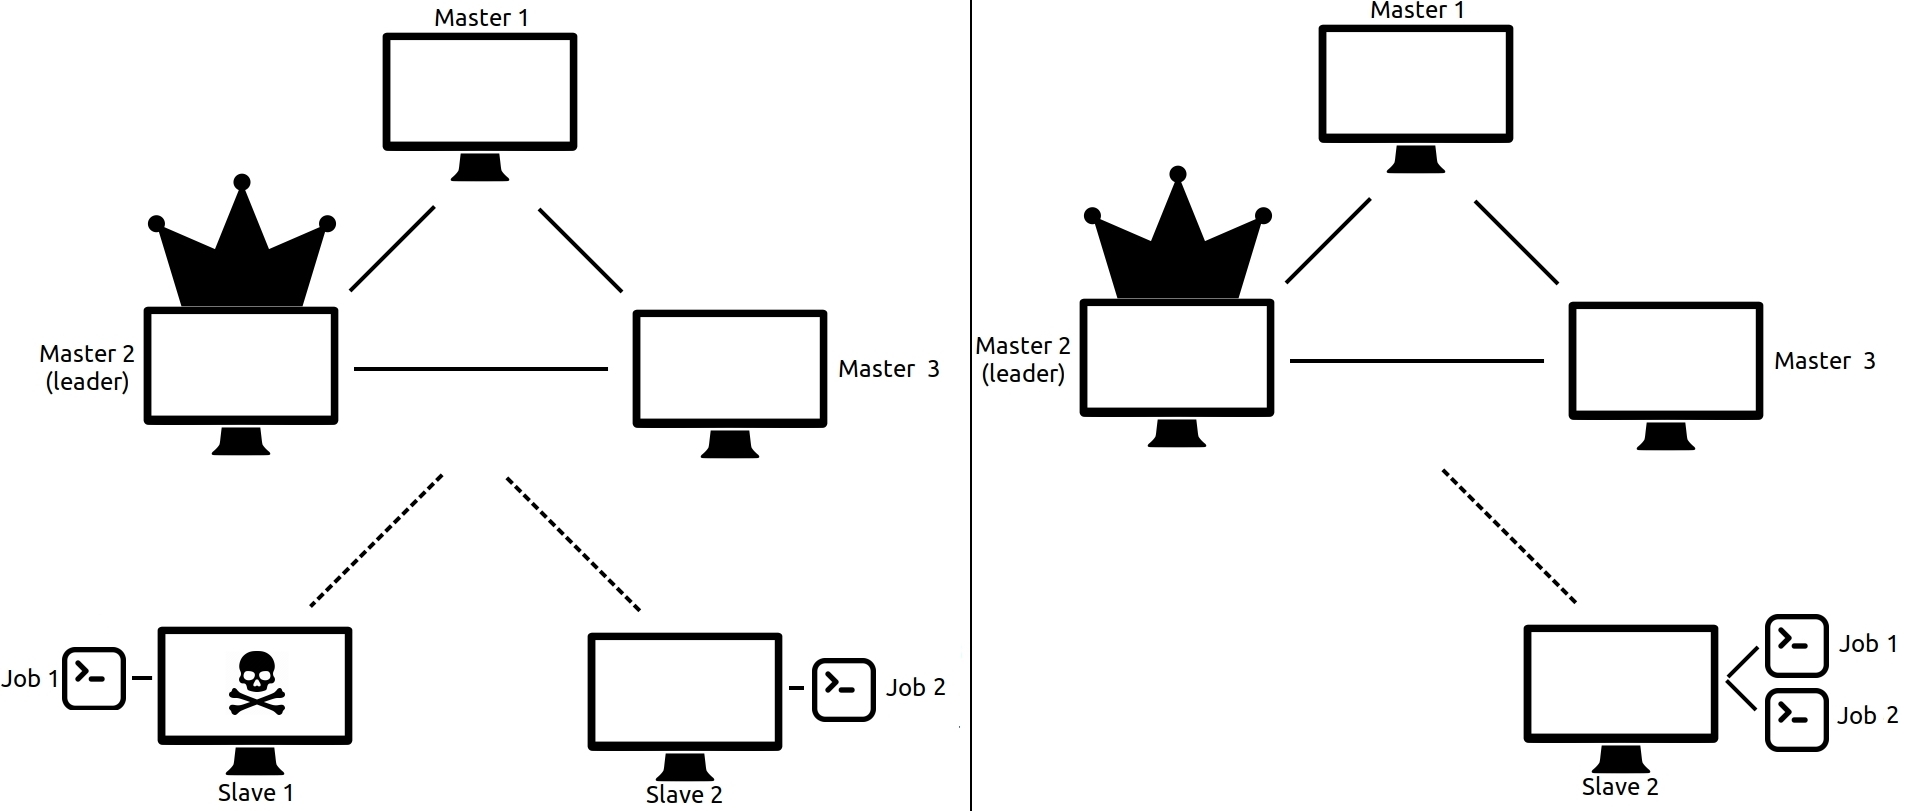 Master 1
Master 2
(leader)
Master 3
Job 1
>_
>_
Job 2
Slave 1
Slave 2
Master 1
Master 2
(leader)
Master 3
>_
Job 1
>_
Job 2
Slave 2